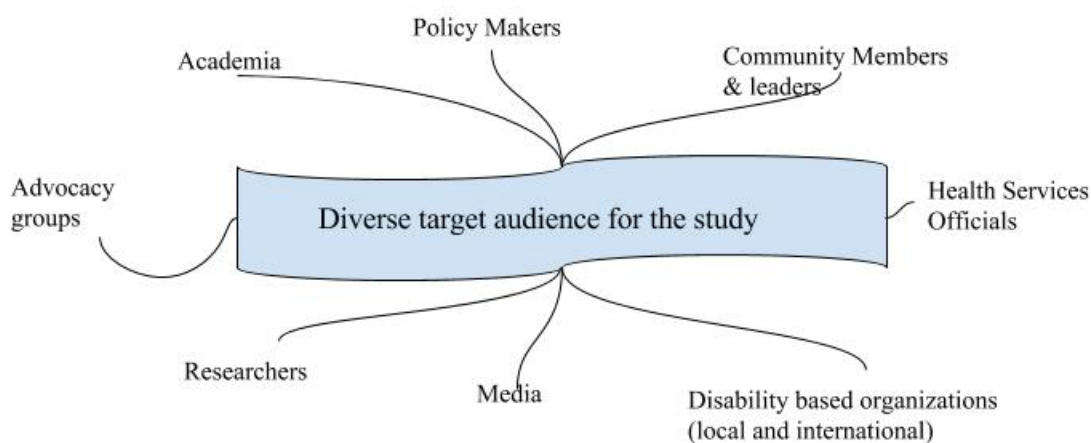 Policy Makers
Academia
Community Members
& leaders
Advocacy
groups
Diverse target audience for the study
Health Services
Officials
Researchers
Media
Disability based organizations
(local and international)